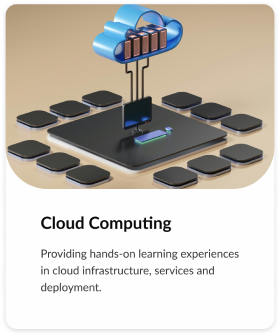 Cloud Computing
Providing hands-on learning experiences
in cloud infrastructure, services and
deployment.